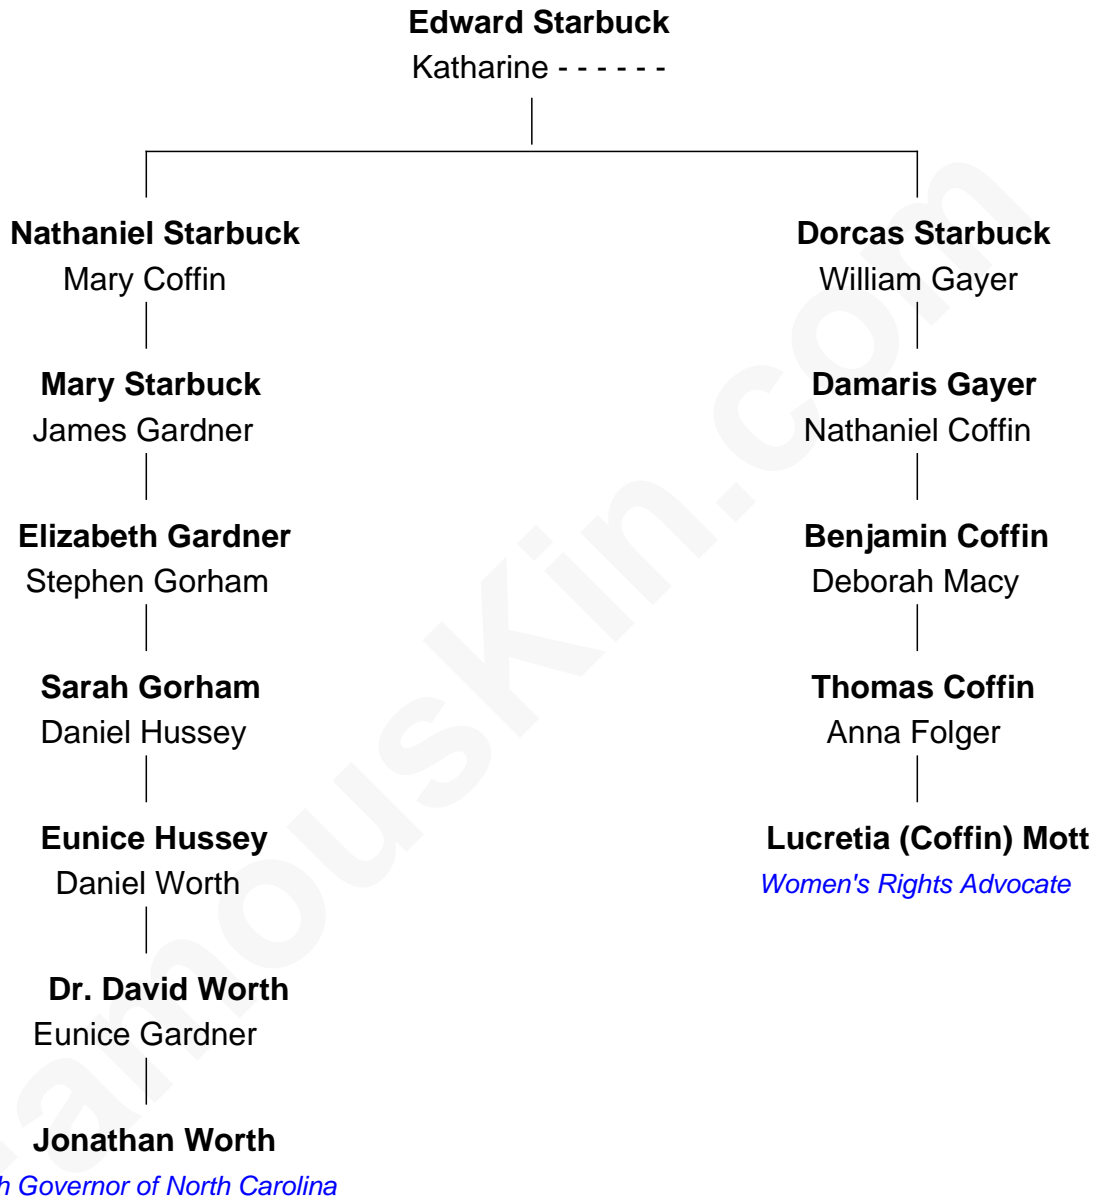 Edward Starbuck
Katharine - - - - - -
Nathaniel Starbuck
Mary Coffin
Dorcas Starbuck
William Gayer
Mary Starbuck
James Gardner
Damaris Gayer
Nathaniel Coffin
Elizabeth Gardner
Stephen Gorham
Benjamin Coffin
Deborah Macy
Sarah Gorham
Daniel Hussey
Thomas Coffin
Anna Folger
Eunice Hussey
Daniel Worth
Lucretia (Coffin) Mott
Women's Rights Advocate
Dr. David Worth
Eunice Gardner
Jonathan Worth
h Governor of North Carolina
amouskin.com